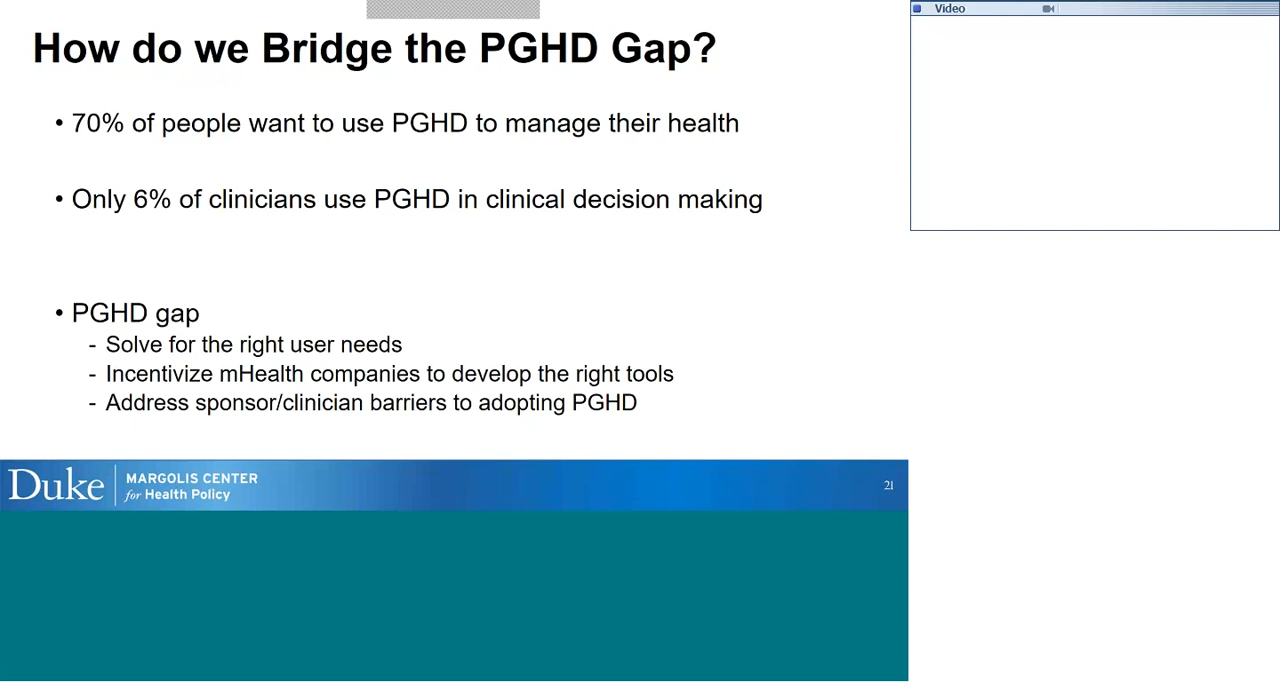 How do we Bridge the PGHD Gap?
• 70% of people want to use PGHD to manage their health
• Only 6% of clinicians use PGHD in clinical decision making
• PGHD gap
- Solve for the right user needs
- Incentivize mHealth companies to develop the right tools
- Address sponsor/clinician barriers to adopting PGHD
Duke
MARGOLIS CENTER
for Health Policy
21
Video